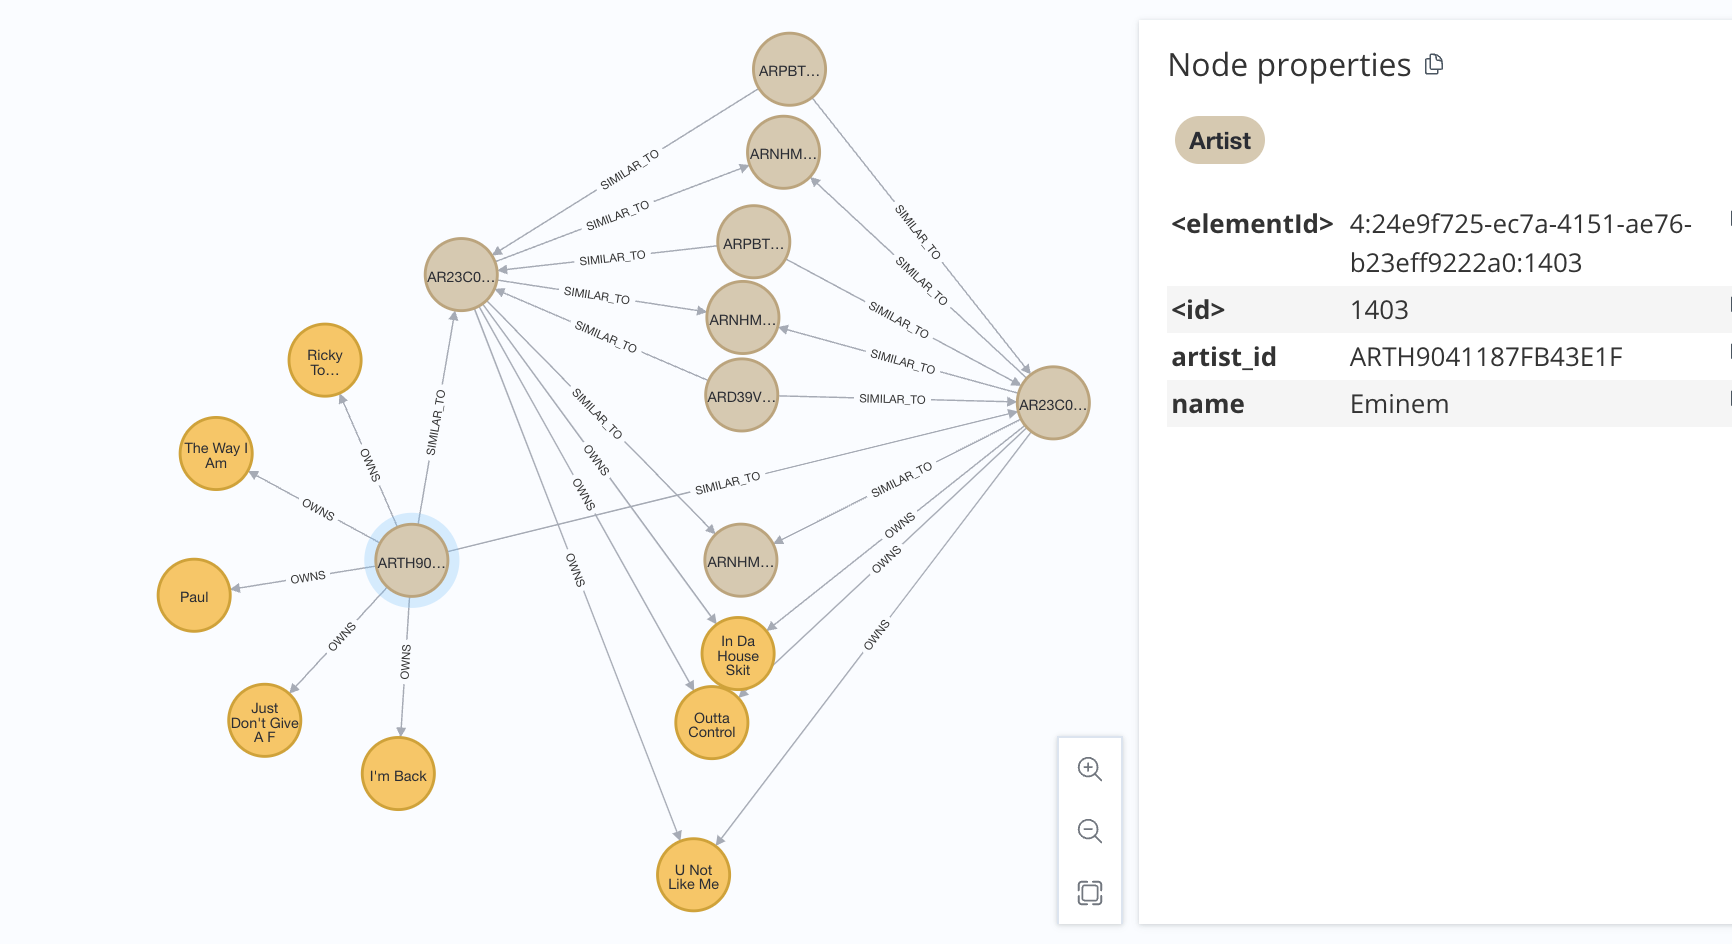 ARPBT...
ARNHM...
SIMILAR_TO
SIMILAR_TO
SIMILAR_TO
ARPBT...
SIMILAR_TO
AR23C0...
SIMILAR_TO
SIMILAR_TO
ARNHM...
SIMILAR_TO
SIMILAR_TO
SIMILAR_TO
ARD39V...
SIMILAR_TO
AR23C0...
Ricky
To...
The Way I
Am
SIMILAR_TO
SIMILAR_TO
OWNS
OWNS
OWNS
OWNS
SIMILAR_TO
SIMILAR_TO
ARTH90...
ARNHM...
OWNS
OWNS
OWNS
Paul
OWNS
OWNS
OWNS
OWNS
In Da
House
Skit
Just
Don't Give
A F
Outta
Control
I'm Back
U Not
Like Me
Node properties
Artist
<elementId> 4:24e9f725-ec7a-4151-ae76-
b23eff9222a0:1403
<id> 1403
artist_id ARTH9041187FB43E1F
name Eminem